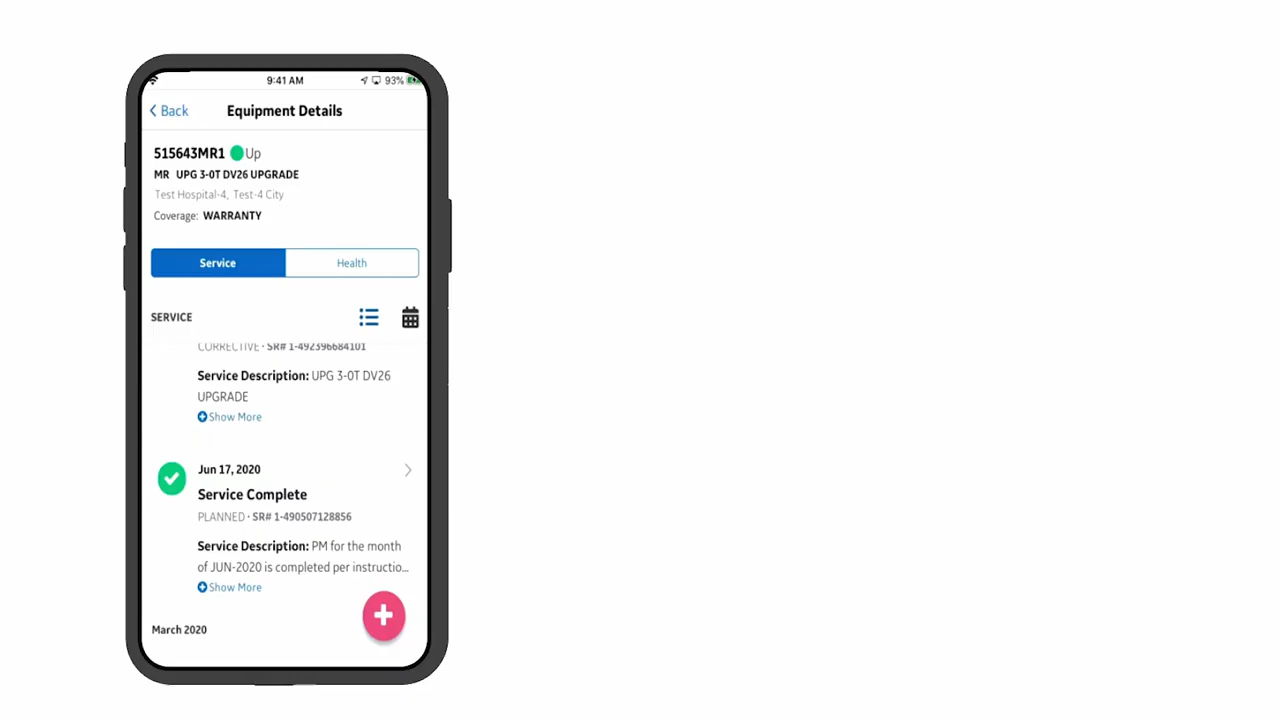 9:41 AM 93%
Back Equipment Details
515643MR1 Up
MR UPG 3-0T DV26 UPGRADE
Test Hospital-4, Test-4 City
Coverage: WARRANTY
Service Health
SERVICE
CORRECTIVE · SR# 1-492396684101
Service Description: UPG 3-0T DV26
UPGRADE
Show More
Jun 17, 2020
Service Complete
PLANNED · SR# 1-490507128856
Service Description: PM for the month
of JUN-2020 is completed per instructio...
Show More
March 2020